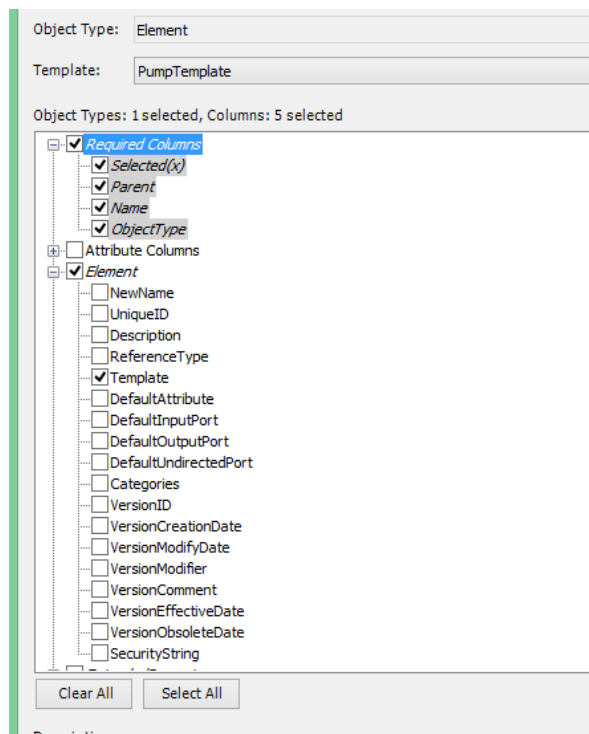 Object Type: Element
Template: PumpTemplate
Object Types: 1 selected, Columns: 5 selected
Required Columns
Selected(x)
Parent
Name
ObjectType
Attribute Columns
Element
NewName
UniqueID
Description
ReferenceType
Template
DefaultAttribute
DefaultInputPort
DefaultOutputPort
DefaultUndirectedPort
Categories
VersionID
VersionCreationDate
VersionModifyDate
VersionModifier
VersionComment
VersionEffectiveDate
VersionObsoleteDate
SecurityString
Clear All Select All